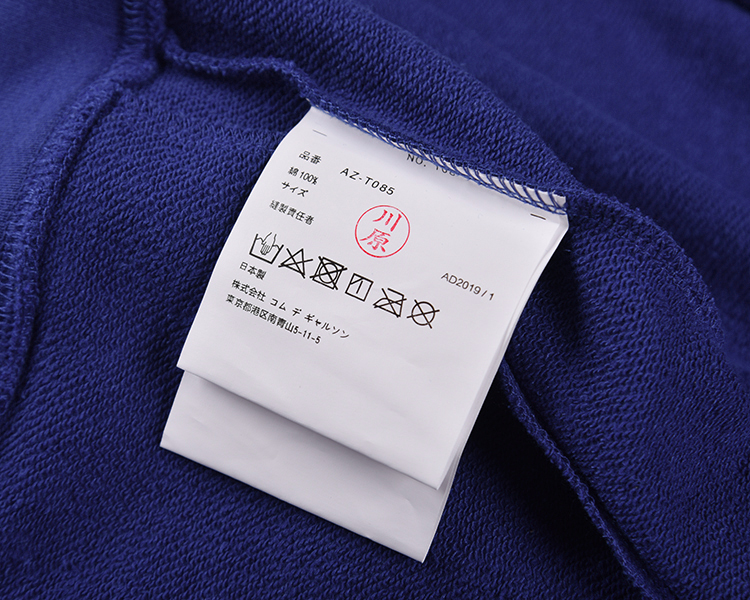 品番 AZ-T085
綿100%
サイズ
縫製責任者
川原
AD2019/1
日本製
株式会社 コム デ ギャルソン
東京都港区南青山5-11-5